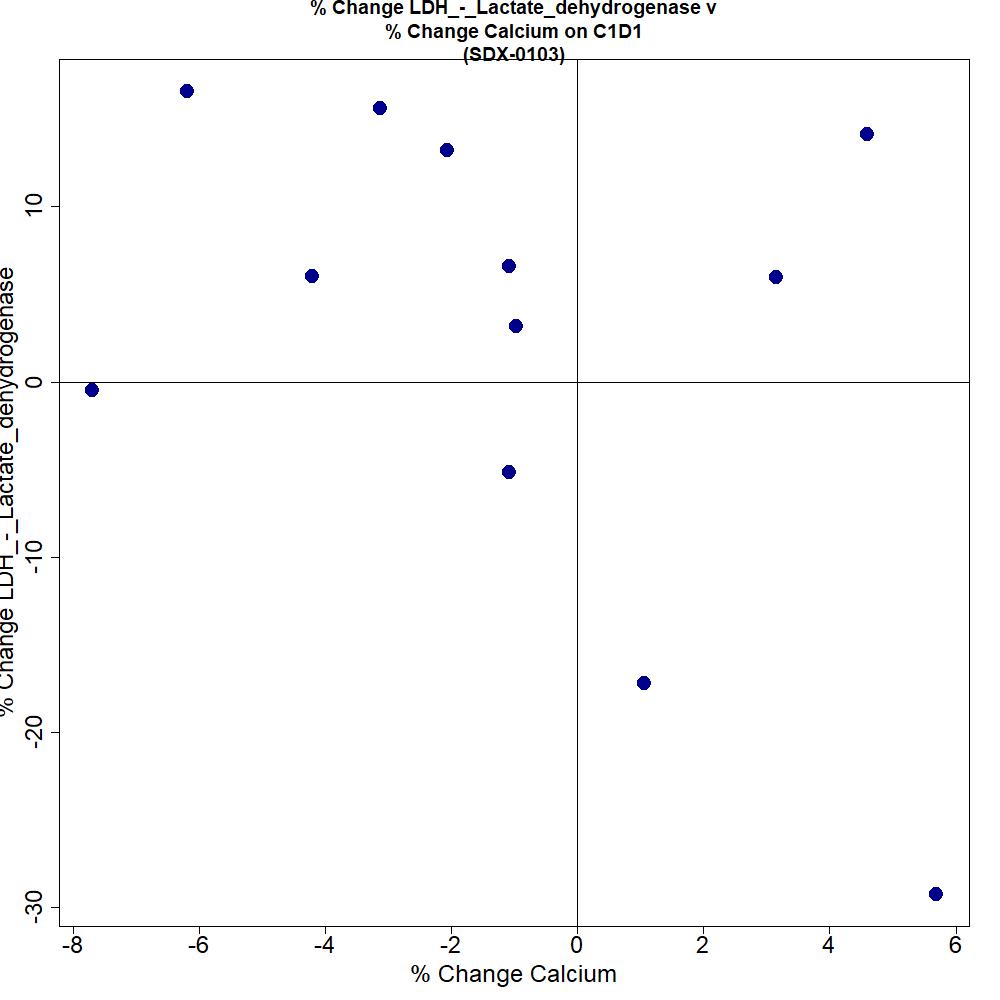 % Change LDH_-_Lactate_dehydrogenase v
% Change Calcium on C1D1
(SDX-0103)
% Change LDH_-_Lactate_dehydrogenase
10
0
-10
-20
-30
-8 -6 -4 -2 0 2 4 6
% Change Calcium